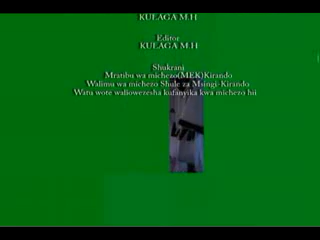 KULAGA M.H
Editor
KULAGA M.H
Shukrani
Mratibu wa michezo(MEK)Kirando
Walimu wa michezo Shule za Msingi-Kirando
Watu wote waliowezesha kufanyika kwa michezo hii